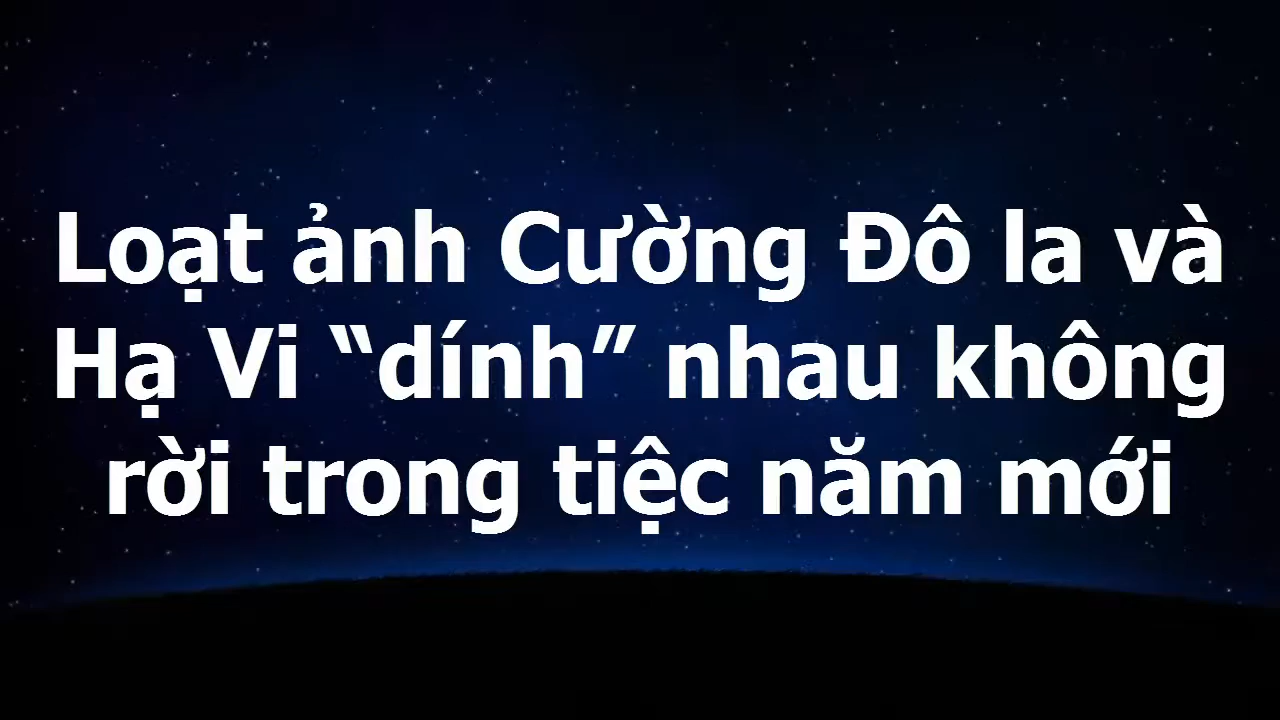 Loạt ảnh Cường Đô la và
Hạ Vi “dính” nhau không
rời trong tiệc năm mới